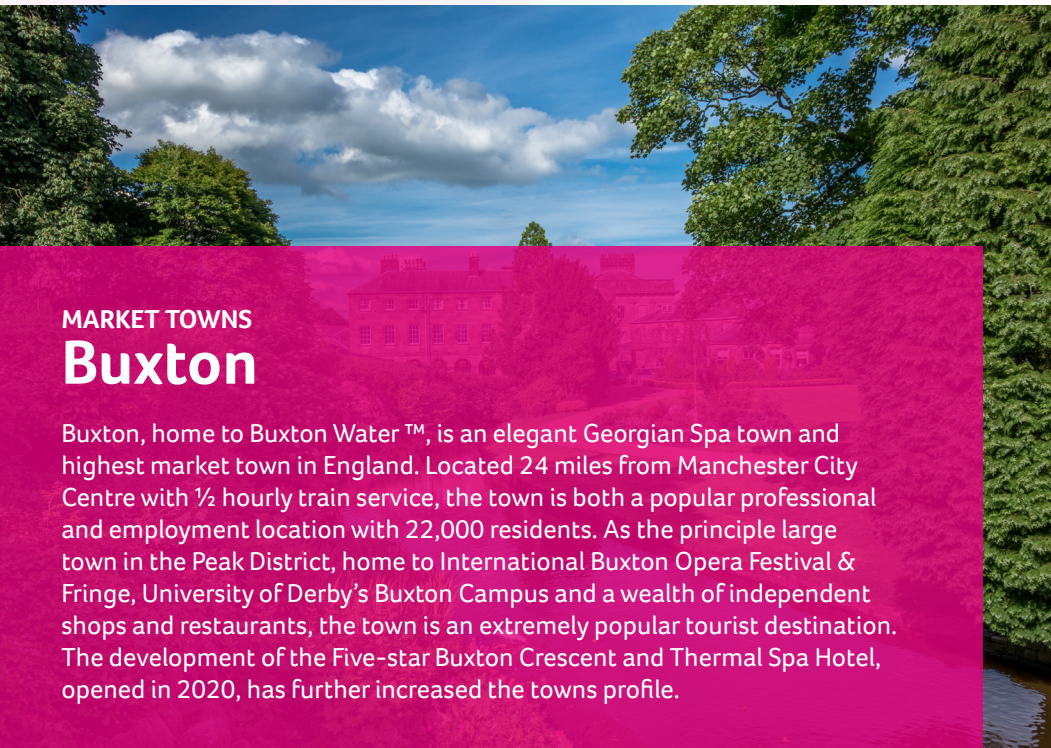 MARKET TOWNS
Buxton
Buxton, home to Buxton Water ™, is an elegant Georgian Spa town and
highest market town in England. Located 24 miles from Manchester City
Centre with ½ hourly train service, the town is both a popular professional
and employment location with 22,000 residents. As the principle large
town in the Peak District, home to International Buxton Opera Festival &
Fringe, University of Derby’s Buxton Campus and a wealth of independent
shops and restaurants, the town is an extremely popular tourist destination.
The development of the Five-star Buxton Crescent and Thermal Spa Hotel,
opened in 2020, has further increased the towns profile.